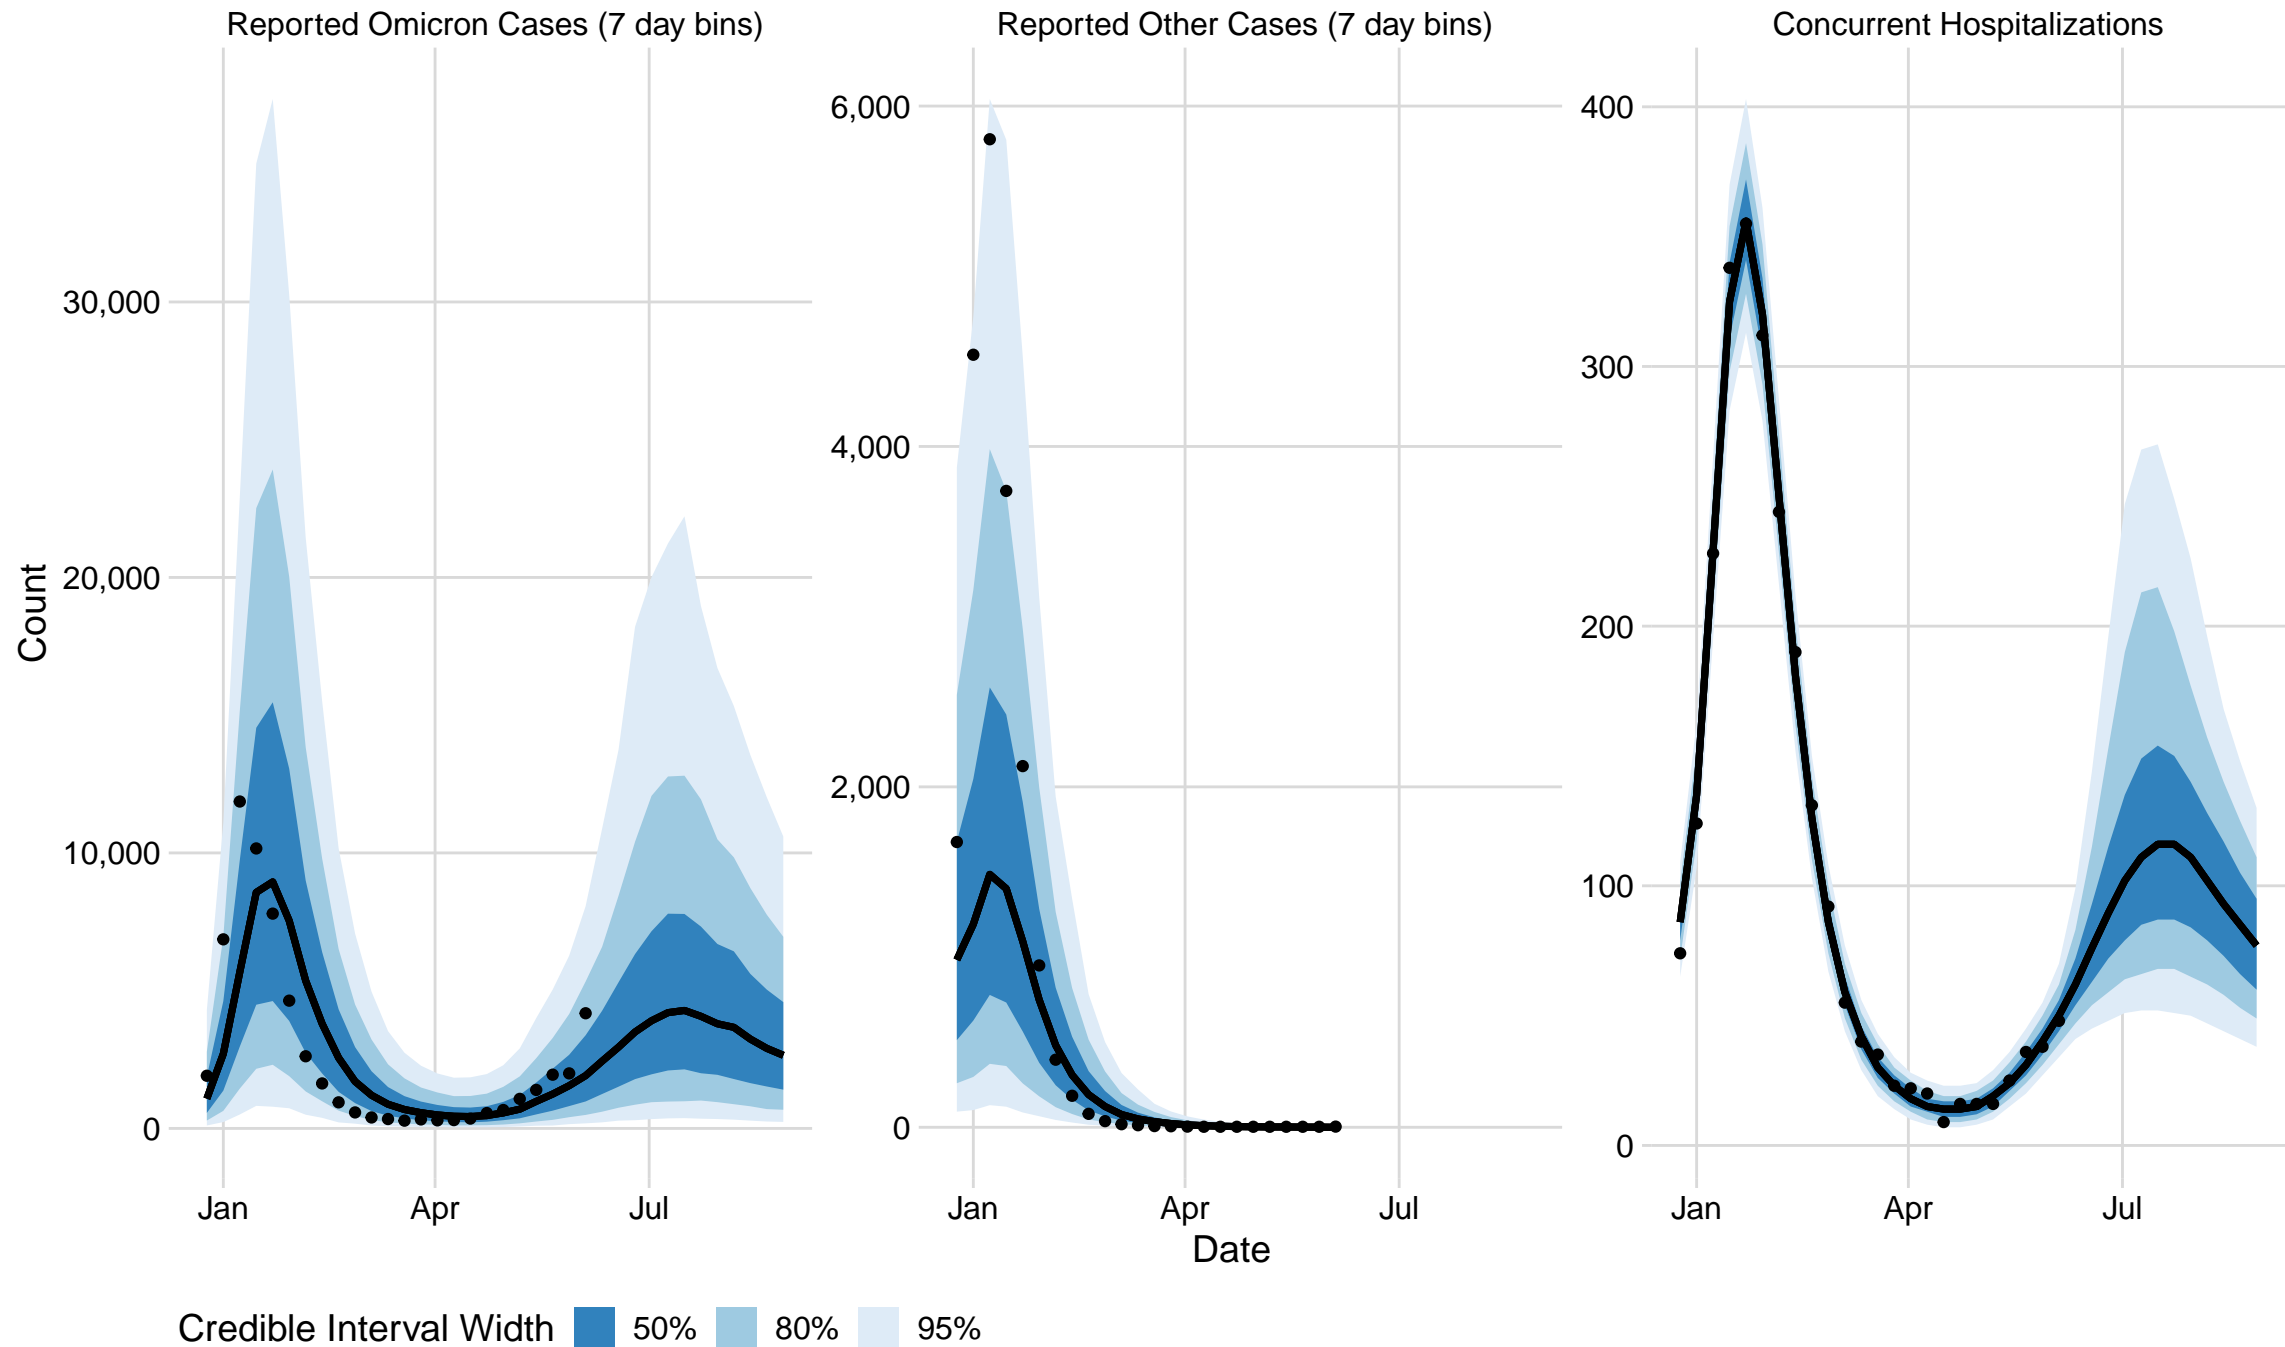 Reported Omicron Cases (7 day bins)
Reported Other Cases (7 day bins)
Concurrent Hospitalizations
Count
30,000
20,000
10,000
0
6,000
4,000
2,000
0
400
300
200
100
0
Jan Apr Jul
Jan Apr Jul
Jan Apr Jul
Date
Credible Interval Width 50% 80% 95%